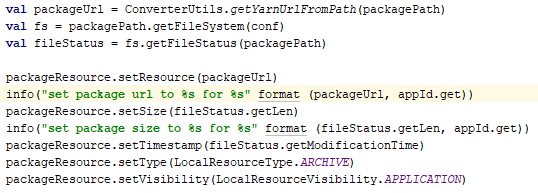 val packageUrl = ConverterUtils.getYarnUrlFromPath(packagePath)
val fs = packagePath.getFileSystem(conf)
val fileStatus = fs.getFileStatus(packagePath)
packageResource.setResource(packageUrl)
info("set package url to %s for %s" format (packageUrl, appId.get))
packageResource.setSize(fileStatus.getLen)
info("set package size to %s for %s" format (fileStatus.getLen, appId.get))
packageResource.setTimestamp(fileStatus.getModificationTime)
packageResource.setType(LocalResourceType.ARCHIVE)
packageResource.setVisibility(LocalResourceVisibility.APPLICATION)